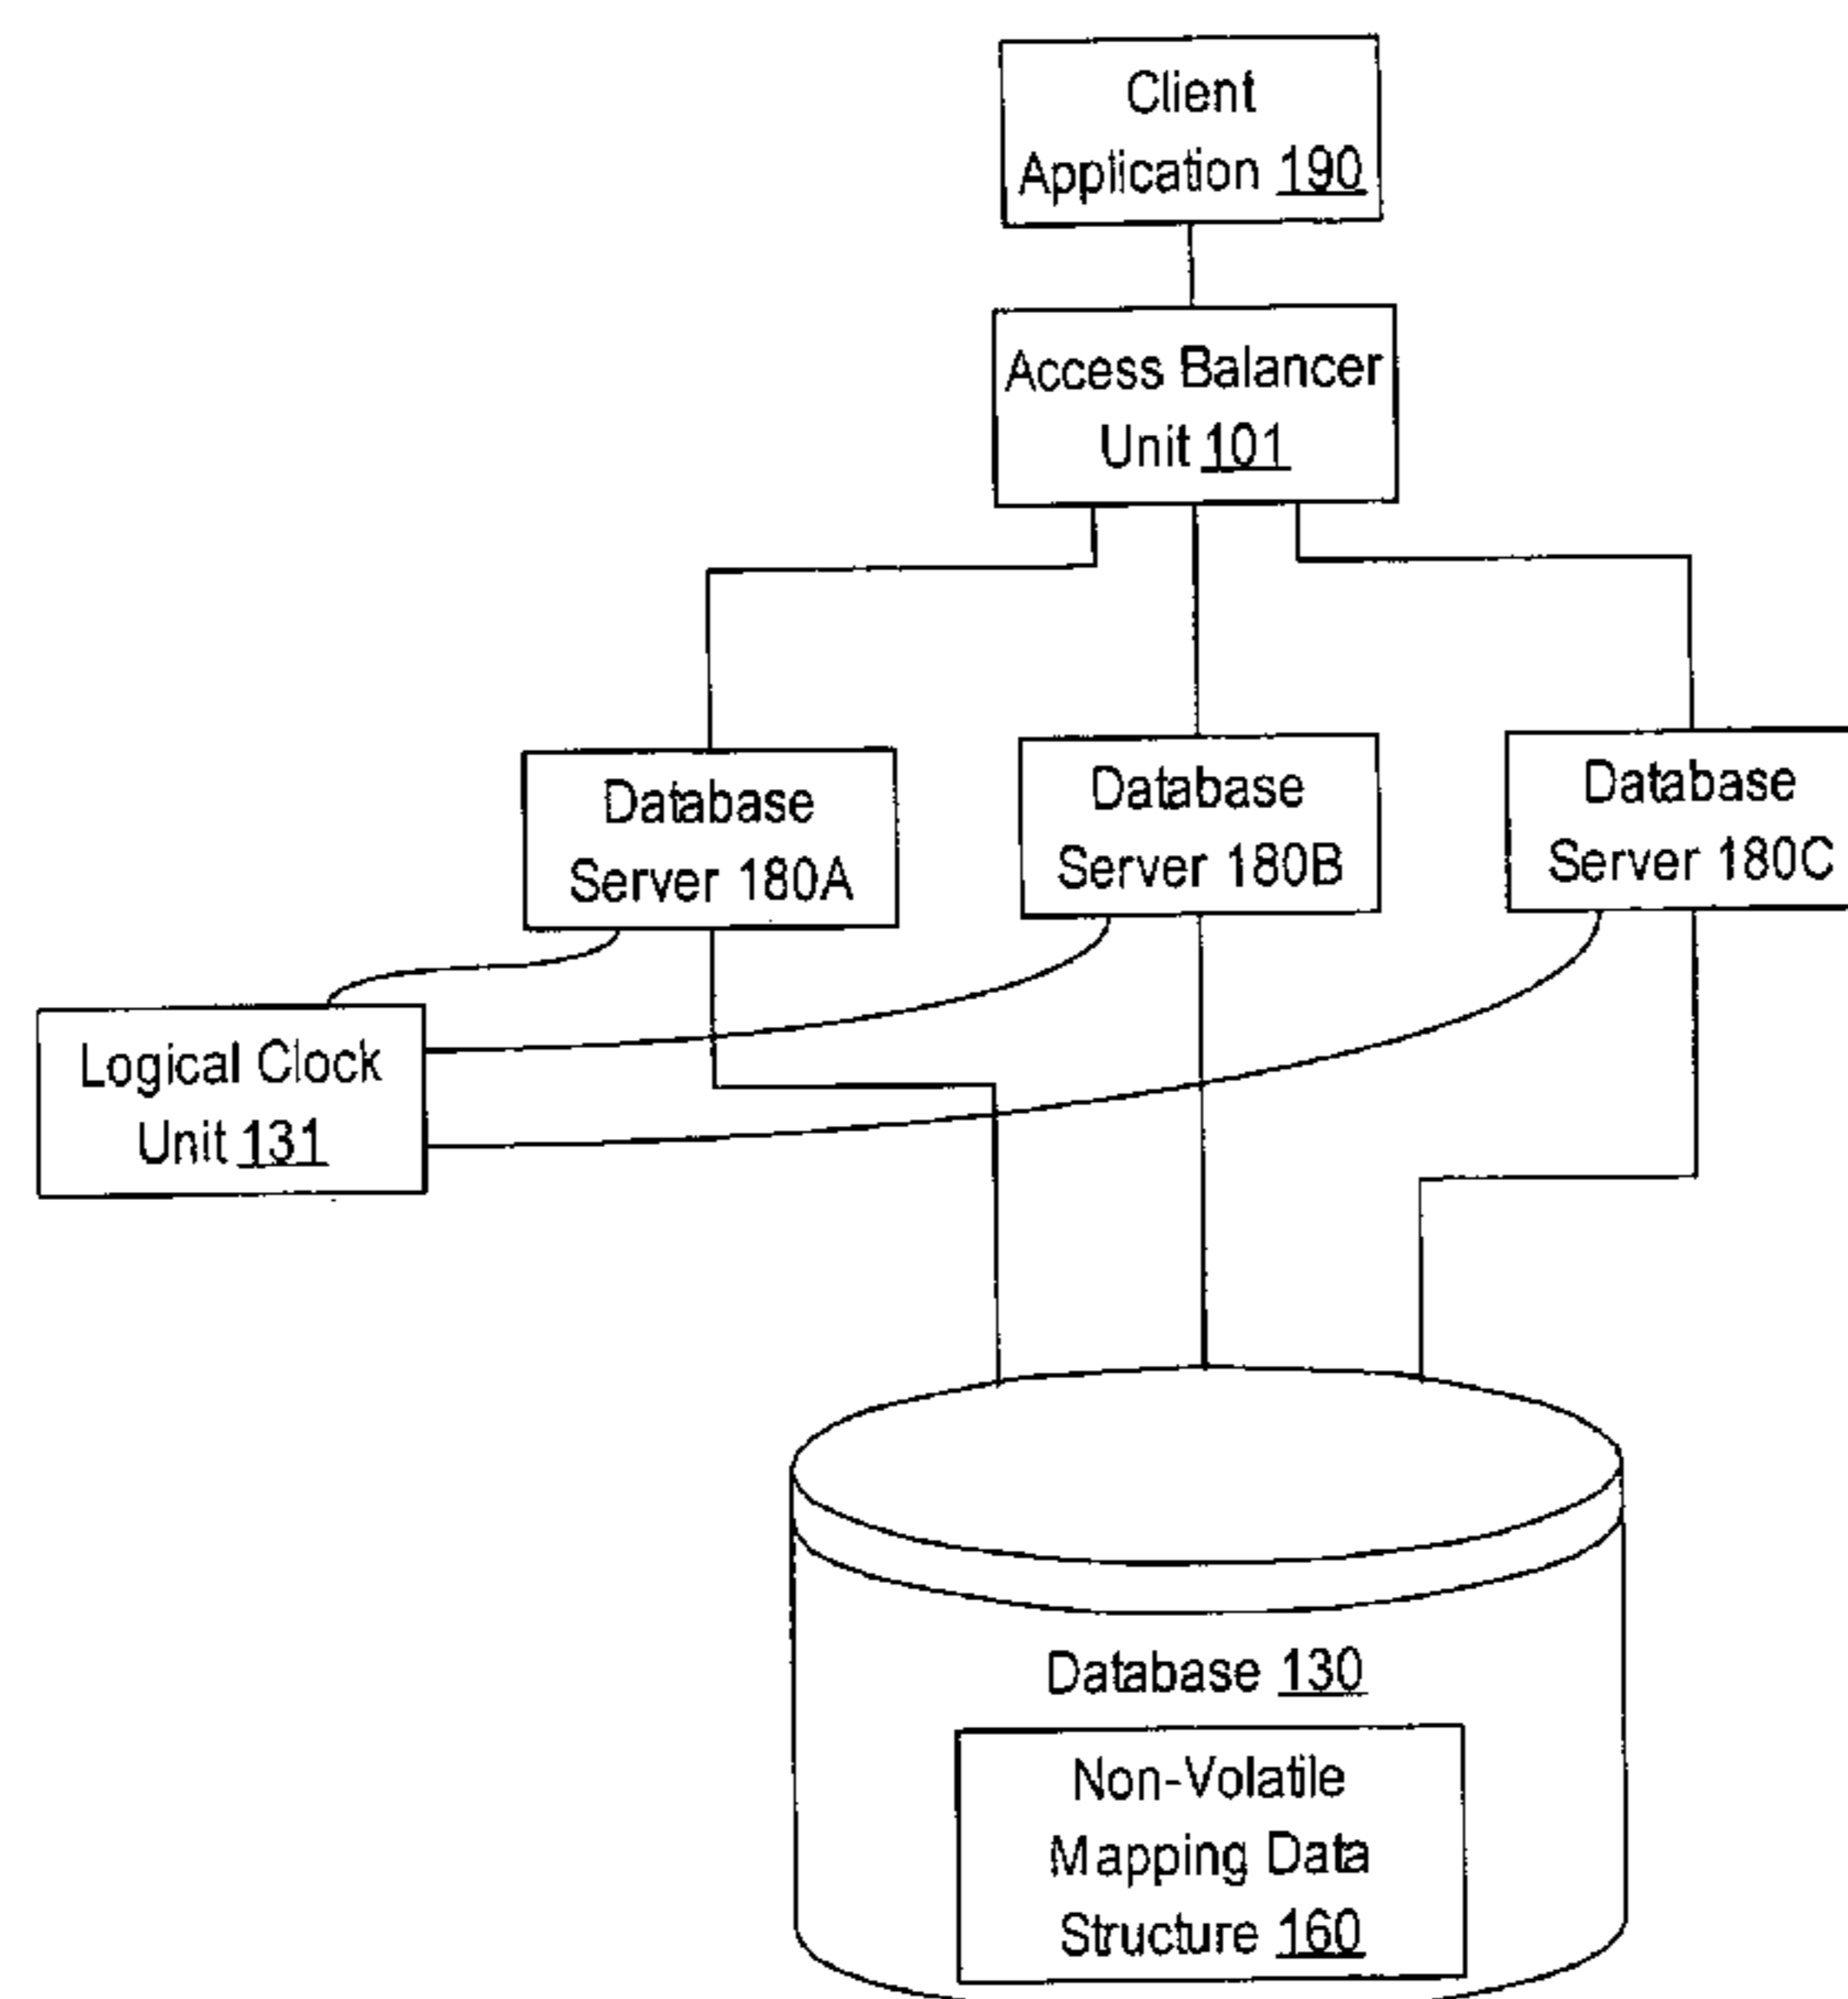 Client
Application 190
Access Balancer
Unit 101
Database
Server 180A
Database
Server 180B
Database
Server 180C
Logical Clock
Unit 131
Database 130
Non-Volatile
Mapping Data
Structure 160